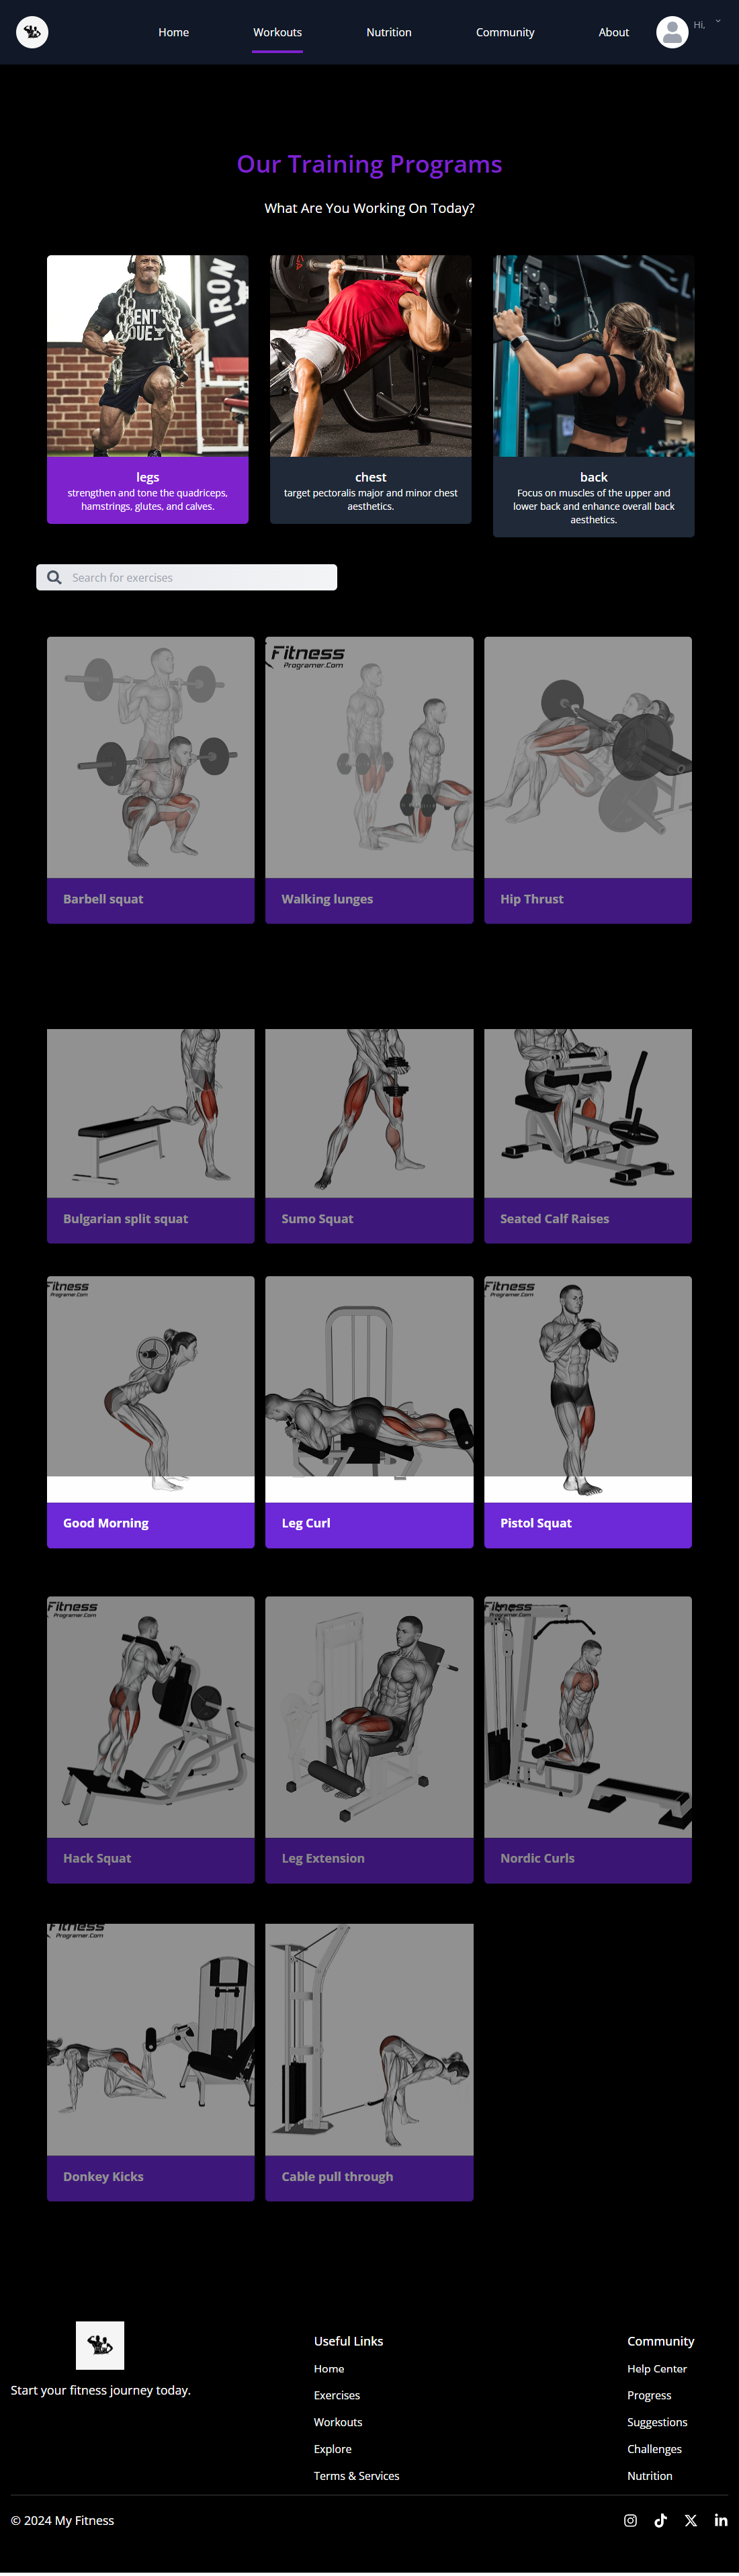 Home
Workouts
Nutrition
Community
About
Hi,
Our Training Programs
What Are You Working On Today?
IRON
legs
strengthen and tone the quadriceps,
hamstrings, glutes, and calves.
chest
target pectoralis major and minor chest
aesthetics.
back
Focus on muscles of the upper and
lower back and enhance overall back
aesthetics.
Search for exercises
Fitness
Programer.Com
Barbell squat
Walking lunges
Hip Thrust
Bulgarian split squat
Sumo Squat
Seated Calf Raises
Fitness
Programer.Com
Fitness
Programer.Com
Good Morning
Leg Curl
Pistol Squat
Fitness
Programer.Com
Fitness
Programer.Com
Hack Squat
Leg Extension
Nordic Curls
Fitness
Programer.Com
Donkey Kicks
Cable pull through
Start your fitness journey today.
Useful Links
Home
Exercises
Workouts
Explore
Terms & Services
Community
Help Center
Progress
Suggestions
Challenges
Nutrition
© 2024 My Fitness